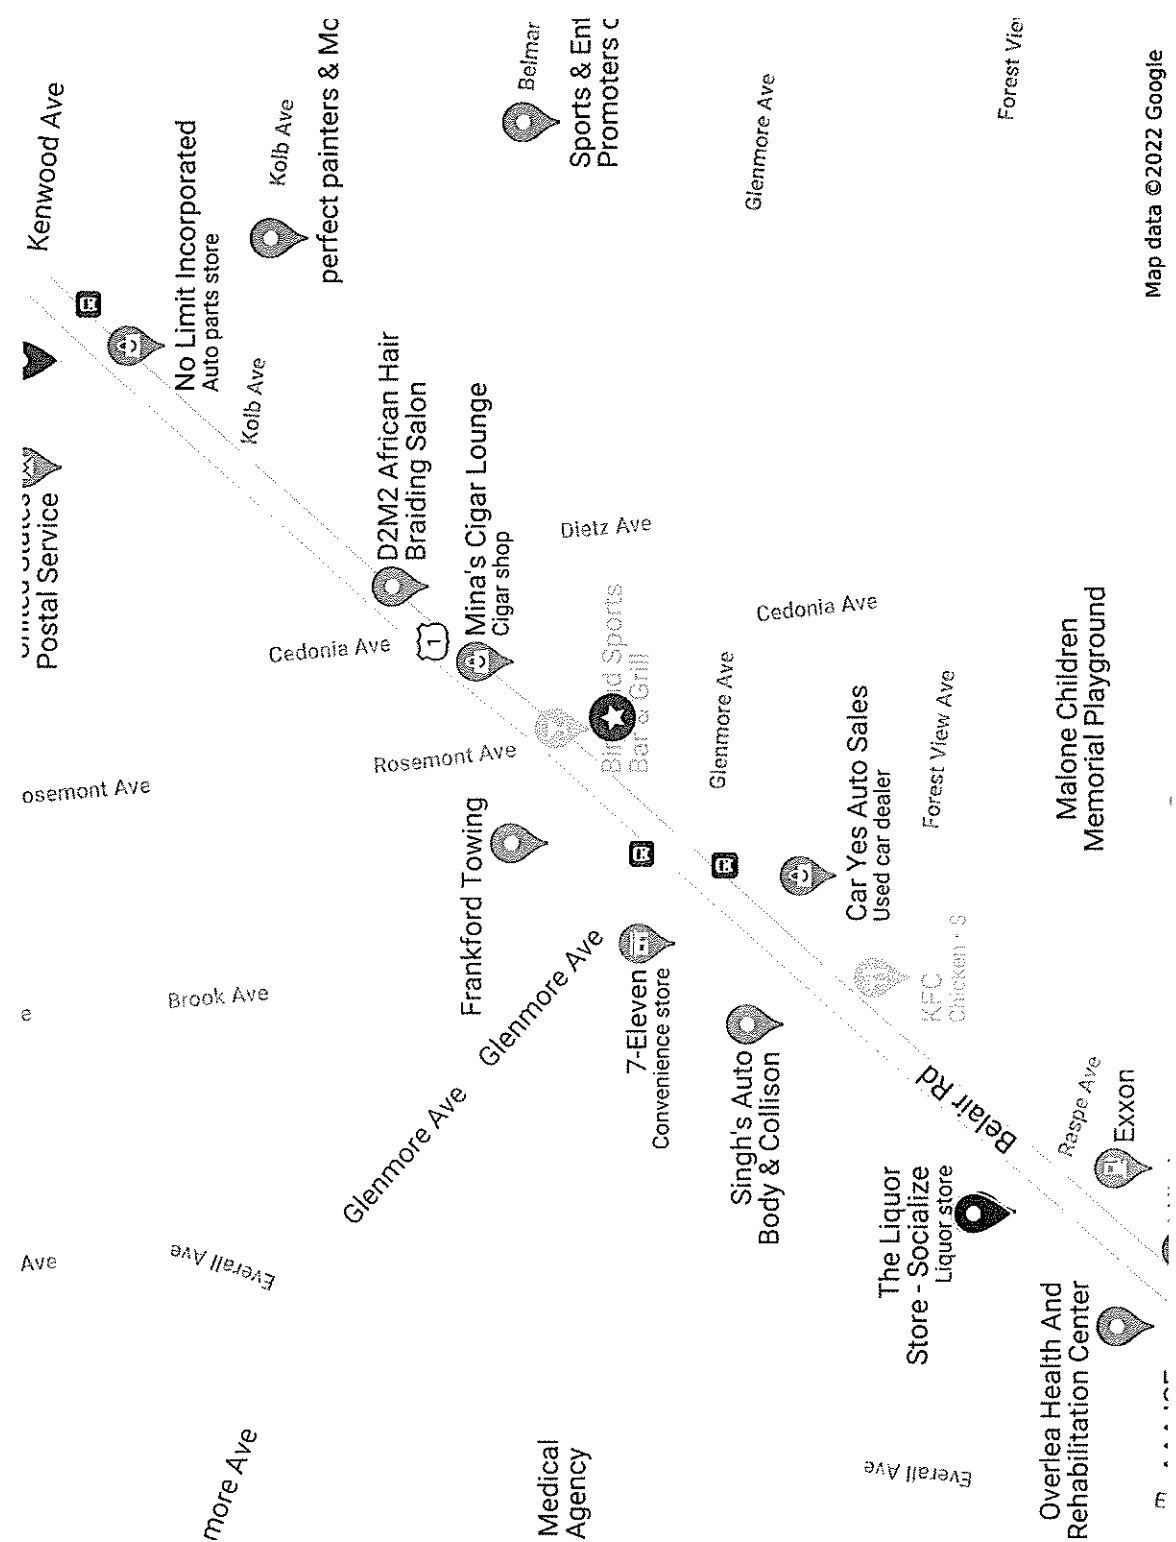 more Ave
Ave
e
osemont Ave
Postal Service
Kenwood Ave
Everall Ave
Brook Ave
No Limit Incorporated
Auto parts store
Kolb Ave
Kolb Ave
Cedonia Ave
perfect painters & Mc
Glenmore Ave
Rosemont Ave
D2M2 African Hair
Braiding Salon
1
Frankford Towing
Mina's Cigar Lounge
Cigar shop
Glenmore Ave
Belmar
Medical
Agency
Sports & Ent
Promoters c
Dietz Ave
Sports
Bar & Grill
7-Eleven
Convenience store
Glenmore Ave
Glenmore Ave
Singh's Auto
Body & Collison
Cedonia Ave
Car Yes Auto Sales
Used car dealer
Everall Ave
The Liquor
Store - Socialize
Liquor store
KFC
Chicken • S
Forest View Ave
Belair Rd
Forest Vie
Overlea Health And
Rehabilitation Center
Raspe Ave
Exxon
Malone Children
Memorial Playground
Map data ©2022 Google